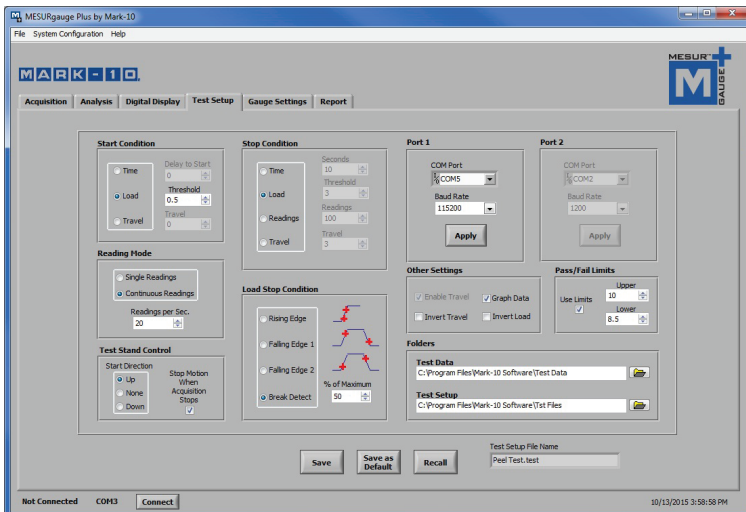 MESURgauge Plus by Mark-10
File System Configuration Help
MARK-10
MESUR
M
GAUGE
Acquisition Analysis Digital Display Test Setup Gauge Settings Report
Start Condition
Time
Delay to Start
0
Load
Threshold
0.5
Travel
Travel
0
Reading Mode
Single Readings
Continuous Readings
Readings per Sec.
20
Test Stand Control
Start Direction
Up
None
Down
Stop Motion
When
Acquisition
Stops
Stop Condition
Time
Seconds
10
Load
Threshold
3
Readings
Readings
100
Travel
Travel
3
Load Stop Condition
Rising Edge
Falling Edge 1
Falling Edge 2
Break Detect
% of Maximum
50
Port 1
COM Port
COM5
Baud Rate
115200
Apply
Port 2
COM Port
COM2
Baud Rate
1200
Apply
Other Settings
Enable Travel Graph Data
Invert Travel Invert Load
Pass/Fail Limits
Use Limits
Upper
10
Lower
8.5
Folders
Test Data
C:\Program Files\Mark-10 Software\Test Data
Test Setup
C:\Program Files\Mark-10 Software\Tst Files
Save
Save as
Default
Recall
Test Setup File Name
Peel Test.test
Not Connected COM3 Connect 10/13/2015 3:58:58 PM